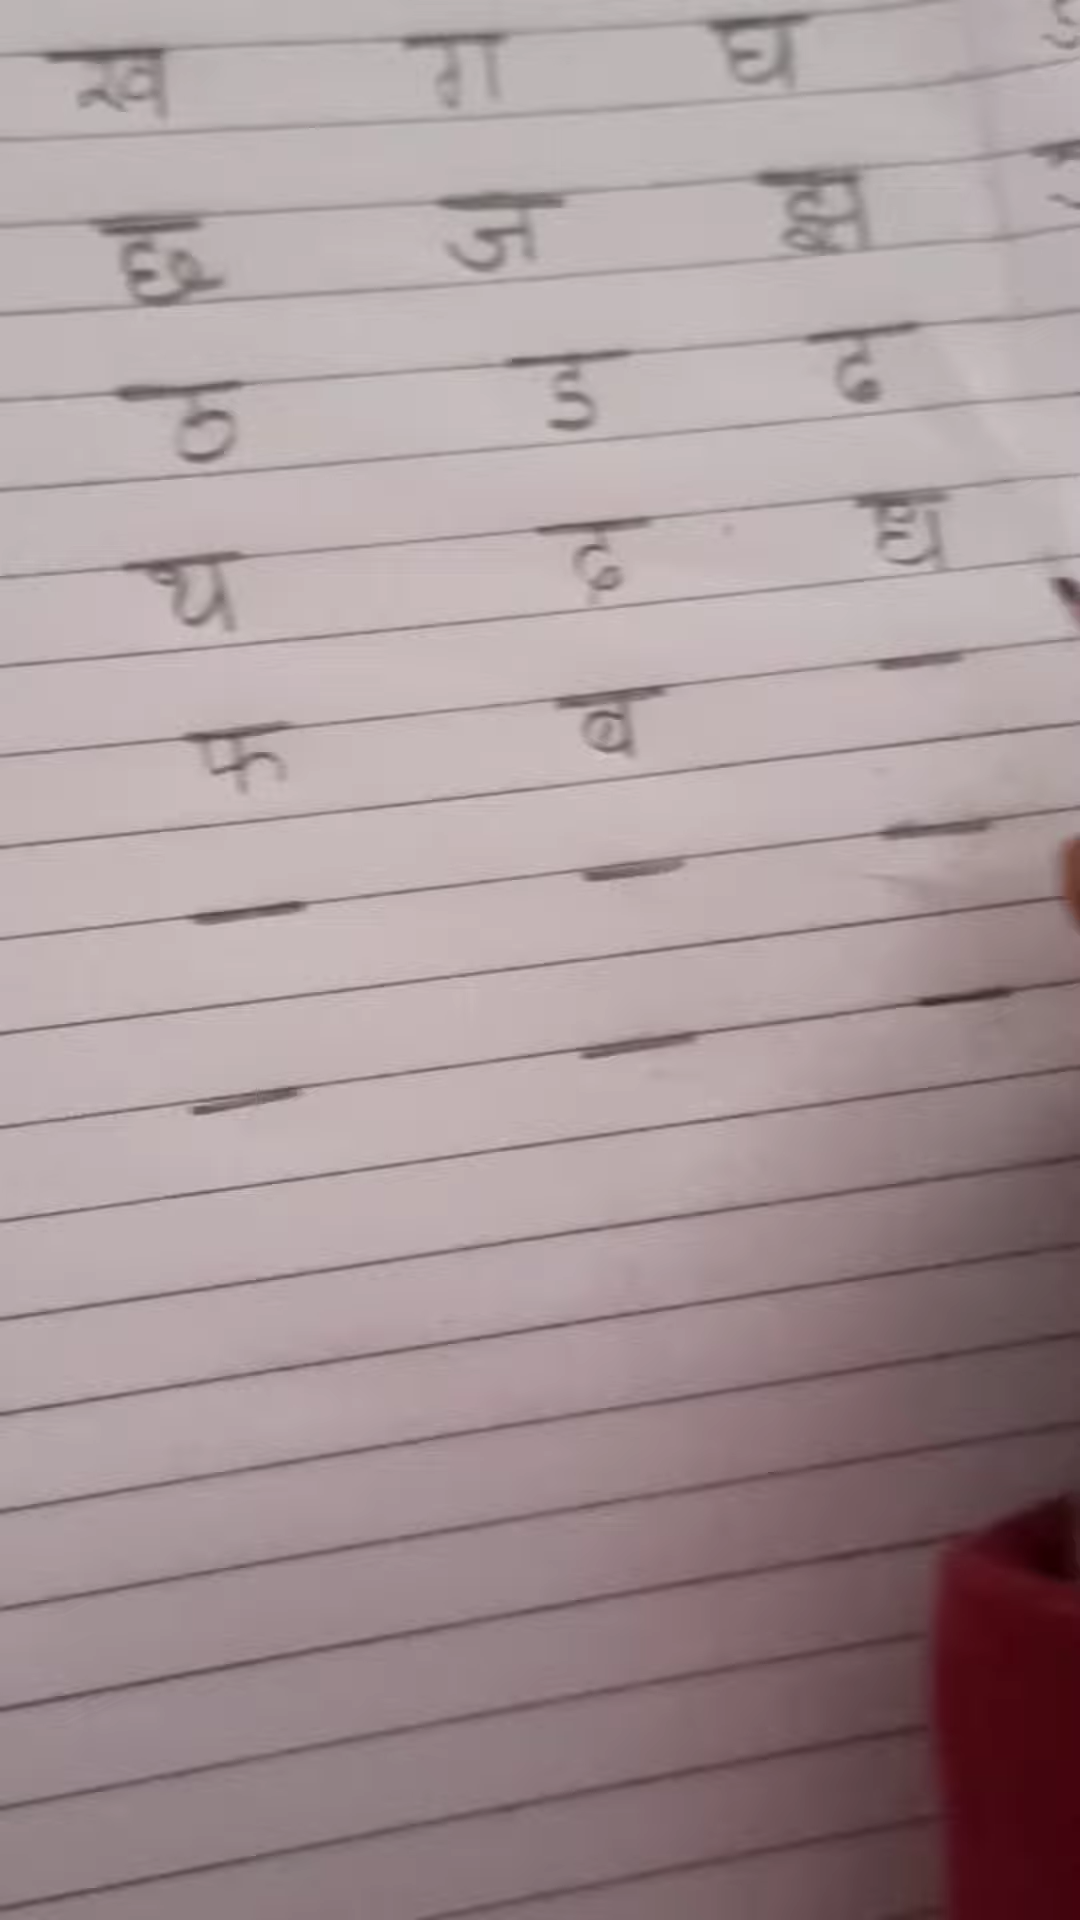 ख ग घ
छ ज झ
ठ ड ढ
थ द ध
फ ब